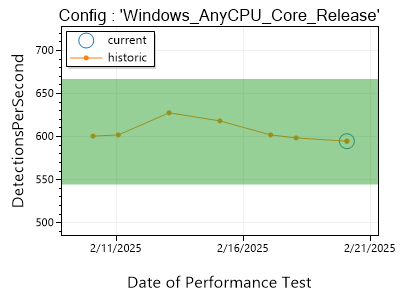 Config : 'Windows_AnyCPU_Core_Release'
current
historic
DetectionsPerSecond
700
650
600
550
500
2/11/2025
2/16/2025
2/21/2025
Date of Performance Test